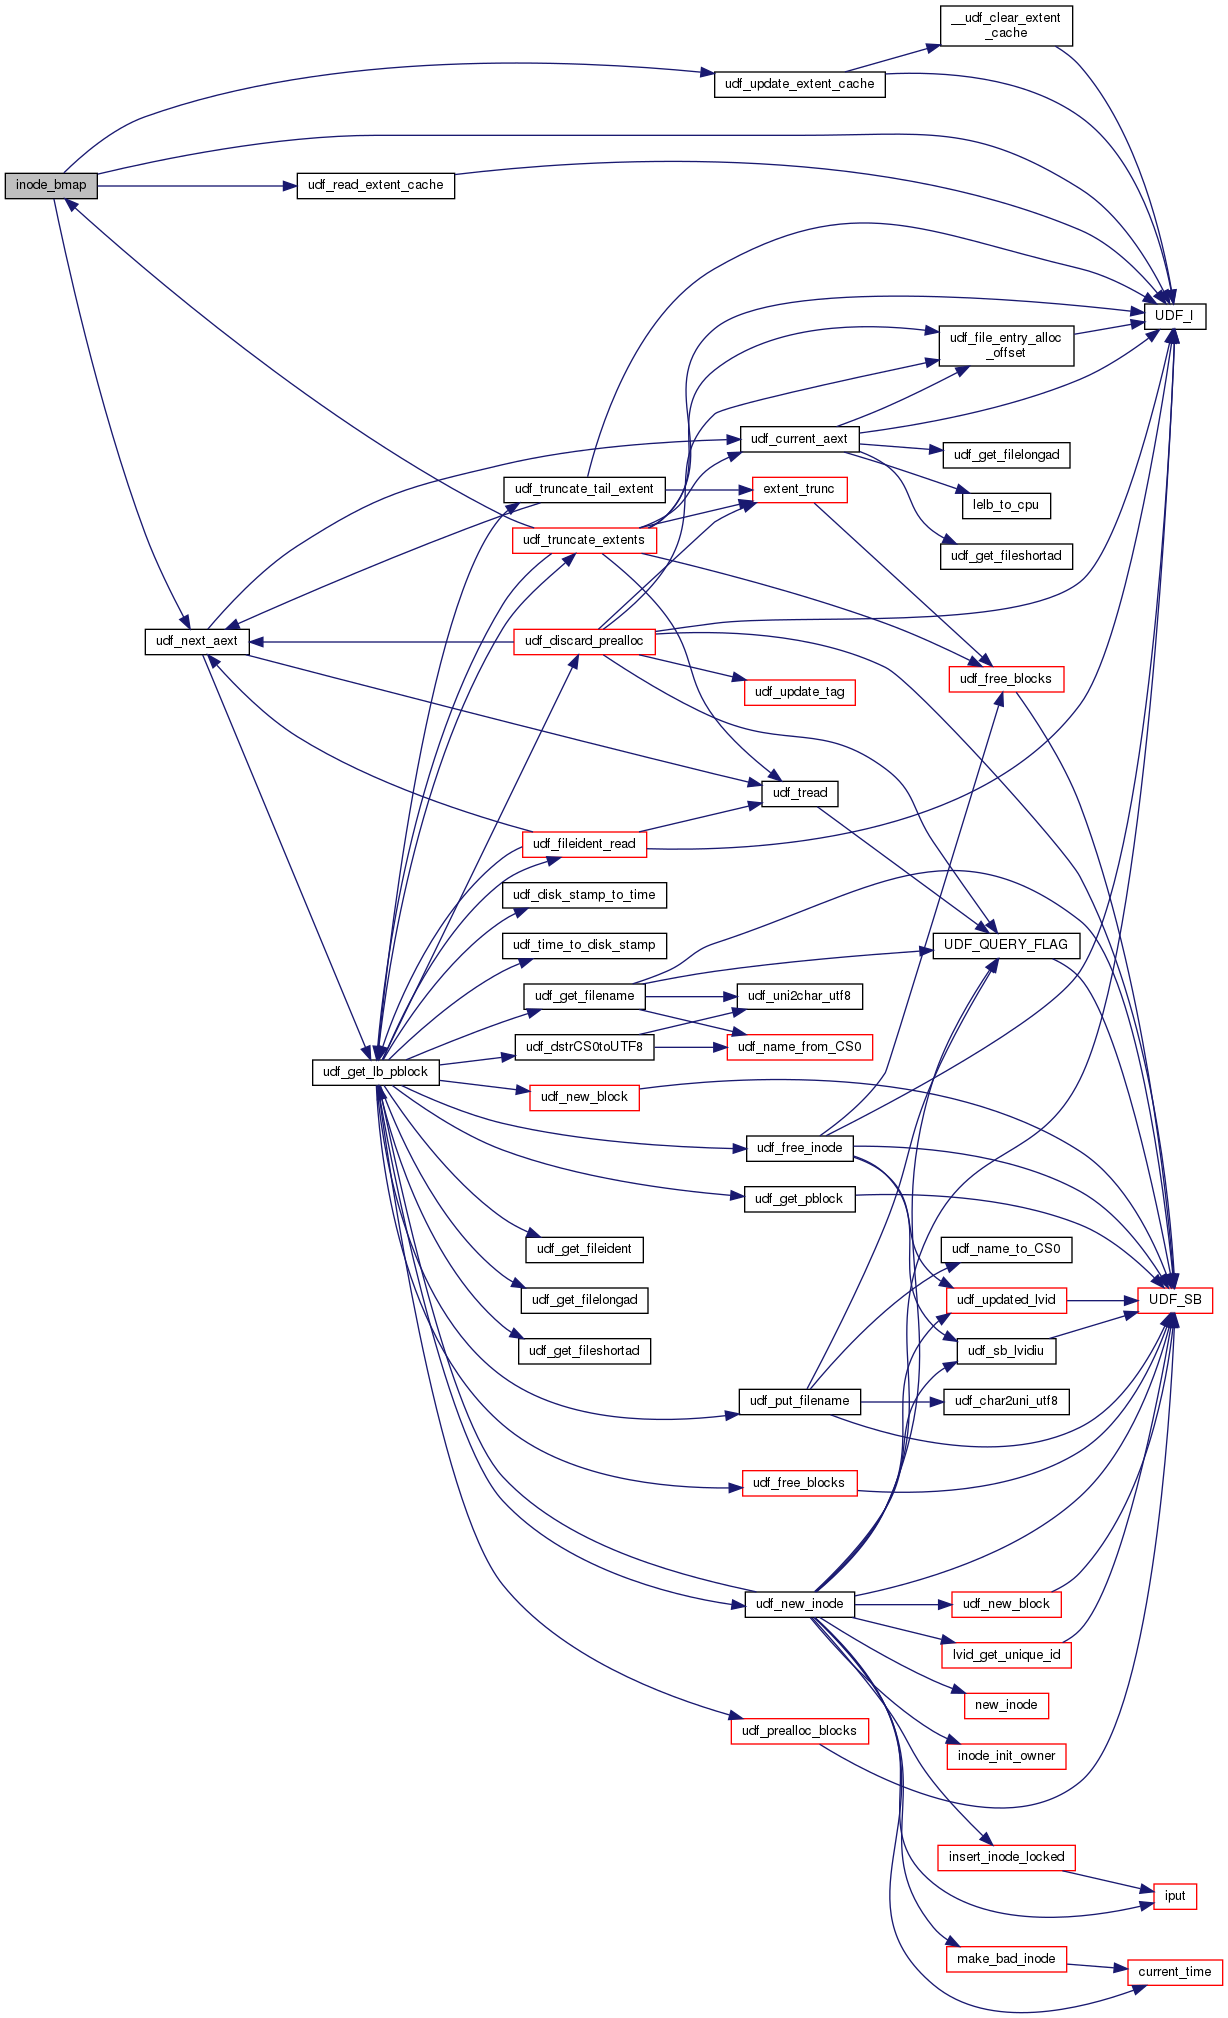 __udf_clear_extent
_cache
udf_update_extent_cache
inode_bmap
udf_read_extent_cache
UDF_I
udf_file_entry_alloc
_offset
udf_current_aext
udf_get_filelongad
udf_truncate_tail_extent
extent_trunc
lelb_to_cpu
udf_truncate_extents
udf_get_fileshortad
udf_next_aext
udf_discard_prealloc
udf_free_blocks
udf_update_tag
udf_tread
udf_fileident_read
udf_disk_stamp_to_time
udf_time_to_disk_stamp
UDF_QUERY_FLAG
udf_get_filename
udf_uni2char_utf8
udf_dstrCS0toUTF8
udf_name_from_CS0
udf_get_lb_pblock
udf_new_block
udf_free_inode
udf_get_pblock
udf_get_fileident
udf_name_to_CS0
udf_get_filelongad
udf_updated_lvid
UDF_SB
udf_get_fileshortad
udf_sb_lvidiu
udf_put_filename
udf_char2uni_utf8
udf_free_blocks
udf_new_inode
udf_new_block
lvid_get_unique_id
new_inode
udf_prealloc_blocks
inode_init_owner
insert_inode_locked
iput
make_bad_inode
current_time